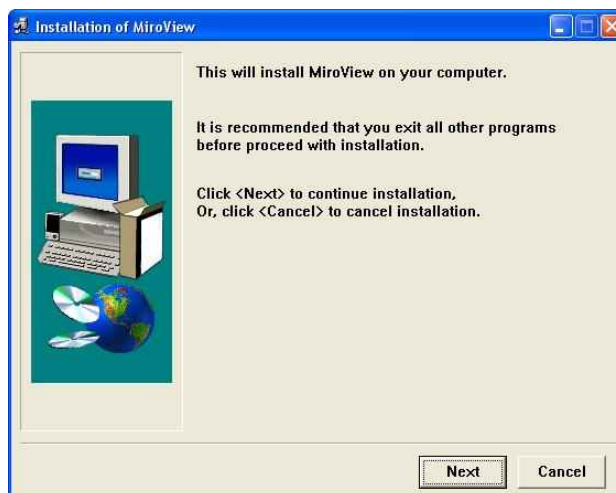 Installation of MiroView
This will install MiroView on your computer.
It is recommended that you exit all other programs
before proceed with installation.
Click <Next> to continue installation,
Or, click <Cancel> to cancel installation.
Next
Cancel